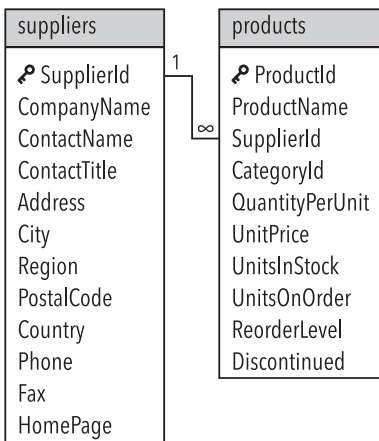 suppliers
SupplierId
CompanyName
ContactName
ContactTitle
Address
City
Region
PostalCode
Country
Phone
Fax
HomePage
1
∞
products
ProductId
ProductName
SupplierId
CategoryId
QuantityPerUnit
UnitPrice
UnitsInStock
UnitsOnOrder
ReorderLevel
Discontinued